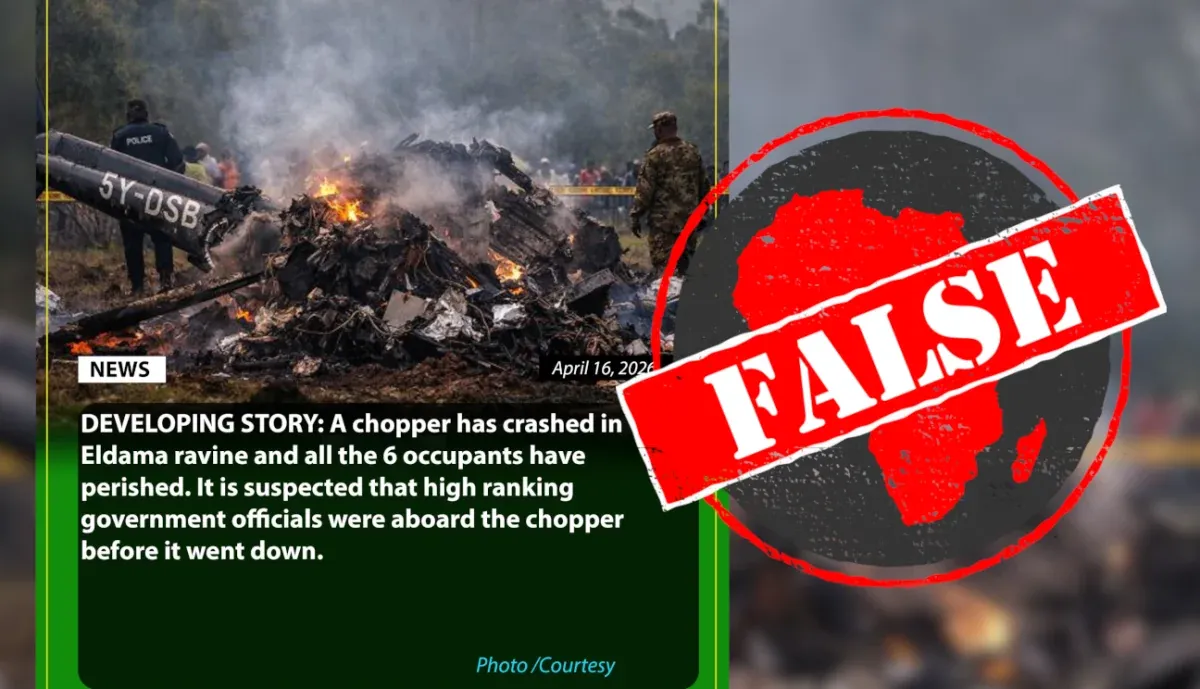 POLICE
5Y-DSB
NEWS
April 16, 2026
DEVELOPING STORY: A chopper has crashed in
Eldama ravine and all the 6 occupants have
perished. It is suspected that high ranking
government officials were aboard the chopper
before it went down.
Photo /Courtesy
FALSE